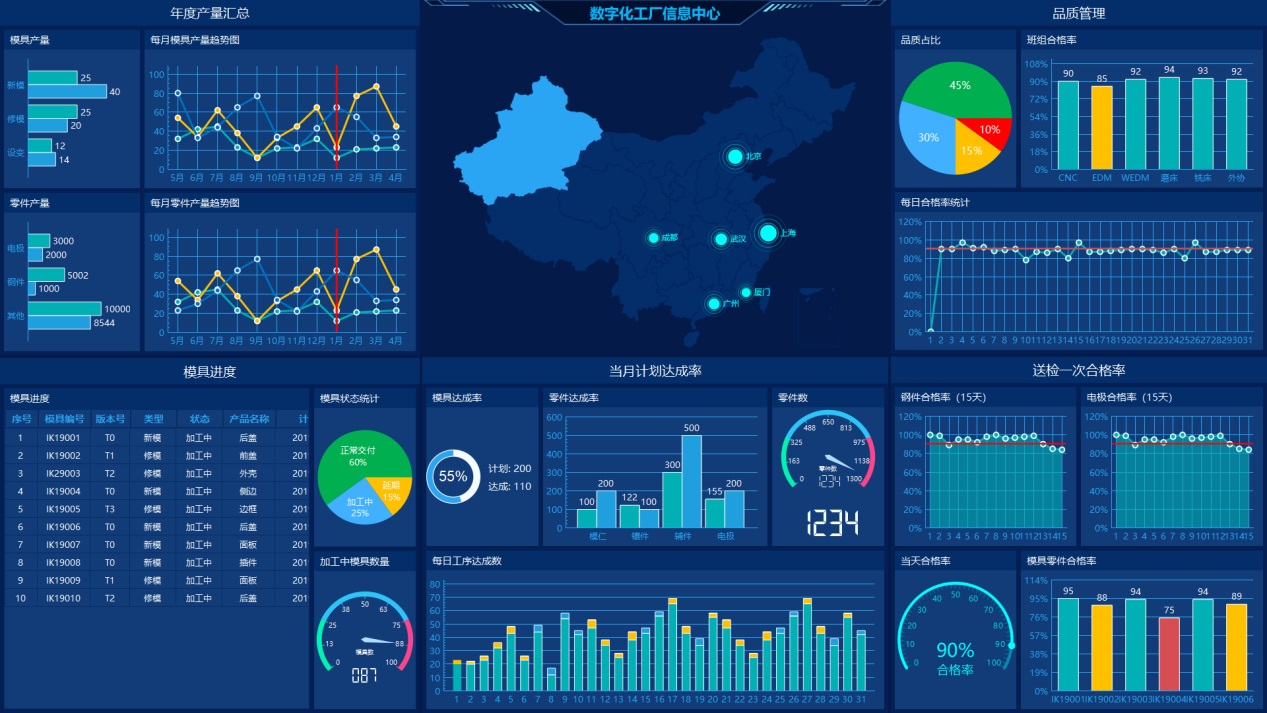 年度产量汇总
数字化工厂信息中心
品质管理
模具产量
新模
25
40
修模
25
20
设变
12
14
每月模具产量趋势图
100
80
60
40
20
0
5月 6月 7月 8月 9月 10月 11月 12月 1月 2月 3月 4月
零件产量
电极
3000
2000
钢件
5002
1000
其他
10000
8544
每月零件产量趋势图
100
80
60
40
20
0
5月 6月 7月 8月 9月 10月 11月 12月 1月 2月 3月 4月
北京
成都
武汉
上海
厦门
广州
品质占比
45%
10%
30%
15%
班组合格率
108%
90%
72%
54%
36%
18%
0%
90 85 92 94 93 92
CNC EDM WEDM 磨床 铣床 外协
每日合格率统计
120%
100%
80%
60%
40%
20%
0%
1 2 3 4 5 6 7 8 9 10 11 12 13 14 15 16 17 18 19 20 21 22 23 24 25 26 27 28 29 30 31
模具进度
当月计划达成率
送检一次合格率
模具进度
序号 模具编号 版本号 类型 状态 产品名称 计
1 IK19001 T0 新模 加工中 后盖 201
2 IK19002 T1 修模 加工中 前盖 201
3 IK29003 T2 修模 加工中 外壳 201
4 IK19004 T0 新模 加工中 侧边 201
5 IK19005 T3 修模 加工中 边框 201
6 IK19006 T0 新模 加工中 后盖 201
7 IK19007 T0 新模 加工中 面板 201
8 IK19008 T0 新模 加工中 插件 201
9 IK19009 T1 修模 加工中 面板 201
10 IK19010 T2 修模 加工中 后盖 201
模具状态统计
正常交付
60%
延期
15%
加工中
25%
加工中模具数量
0 13 25 38 50 63 75 88 100
模具数
087
模具达成率
55%
计划: 200
达成: 110
零件达成率
600
500
400
300
200
100
0
100 200 122 100 300 500 155 200
模仁 镶件 辅件 电极
零件数
0 163 325 488 650 813 975 1138 1300
零件数
1234
1234
每日工序达成数
80
70
60
50
40
30
20
10
0
1 2 3 4 5 6 7 8 9 10 11 12 13 14 15 16 17 18 19 20 21 22 23 24 25 26 27 28 29 30 31
钢件合格率（15天）
120%
100%
80%
60%
40%
20%
0%
1 2 3 4 5 6 7 8 9 10 11 12 13 14 15
电极合格率（15天）
120%
100%
80%
60%
40%
20%
0%
1 2 3 4 5 6 7 8 9 10 11 12 13 14 15
当天合格率
0 10 20 30 40 50 60 70 80 90 100
90%
合格率
模具零件合格率
114%
95%
76%
57%
38%
19%
0%
95 88 94 75 94 89
IK19001 IK19002 IK19003 IK19004 IK19005 IK19006